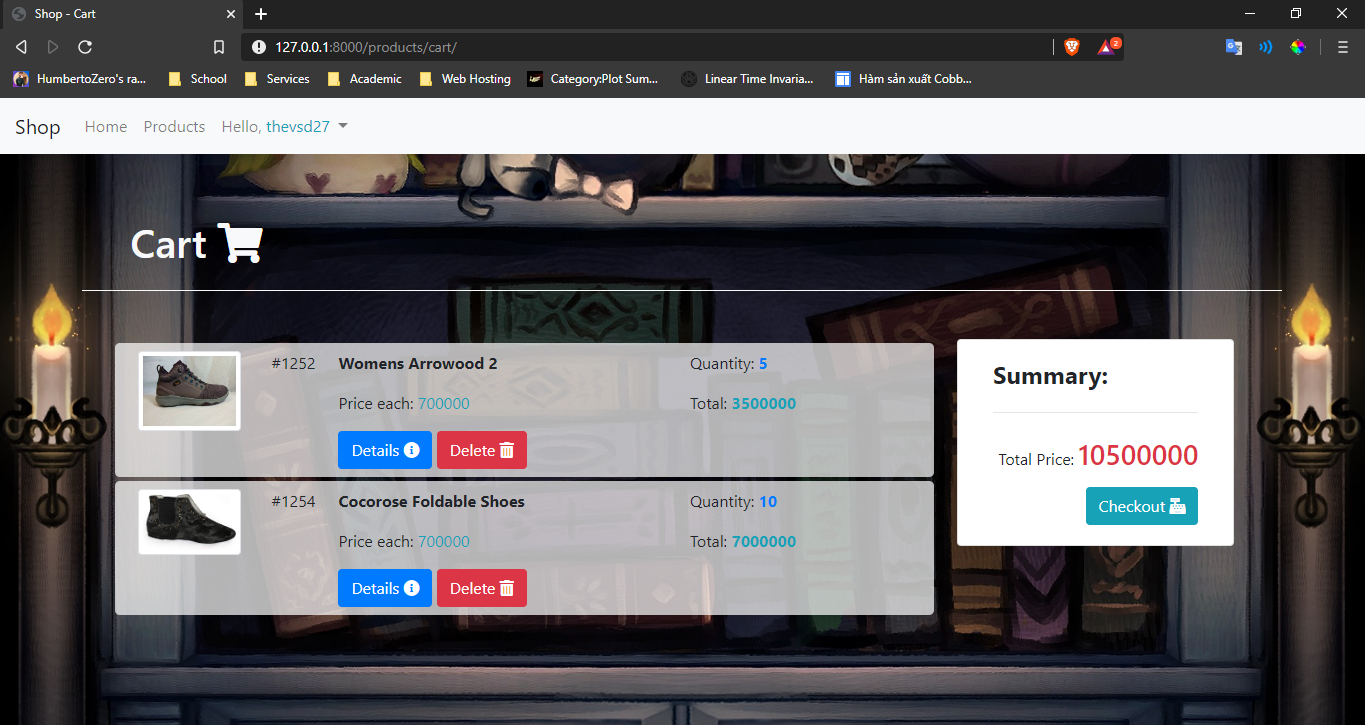 Shop - Cart
127.0.0.1:8000/products/cart/
2
HumbertoZero's ra... School Services Academic Web Hosting Category:Plot Sum... Linear Time Invaria... Hàm sản xuất Cobb...
Shop Home Products Hello, thevsd27
Cart
#1252 Womens Arrowood 2 Quantity: 5
Price each: 700000 Total: 3500000
Details Delete
#1254 Cocorose Foldable Shoes Quantity: 10
Price each: 700000 Total: 7000000
Details Delete
Summary:
Total Price: 10500000
Checkout